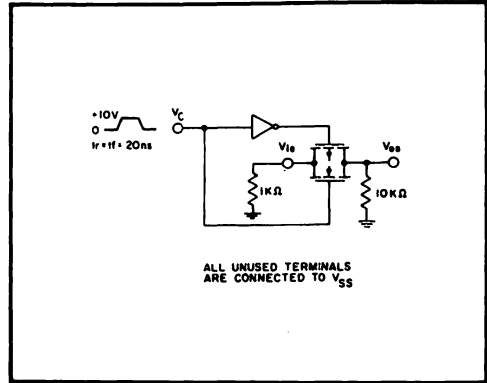 +10V
0
tr = tf = 20ns
VC
Vis
Vos
1KΩ
10KΩ
ALL UNUSED TERMINALS
ARE CONNECTED TO VSS